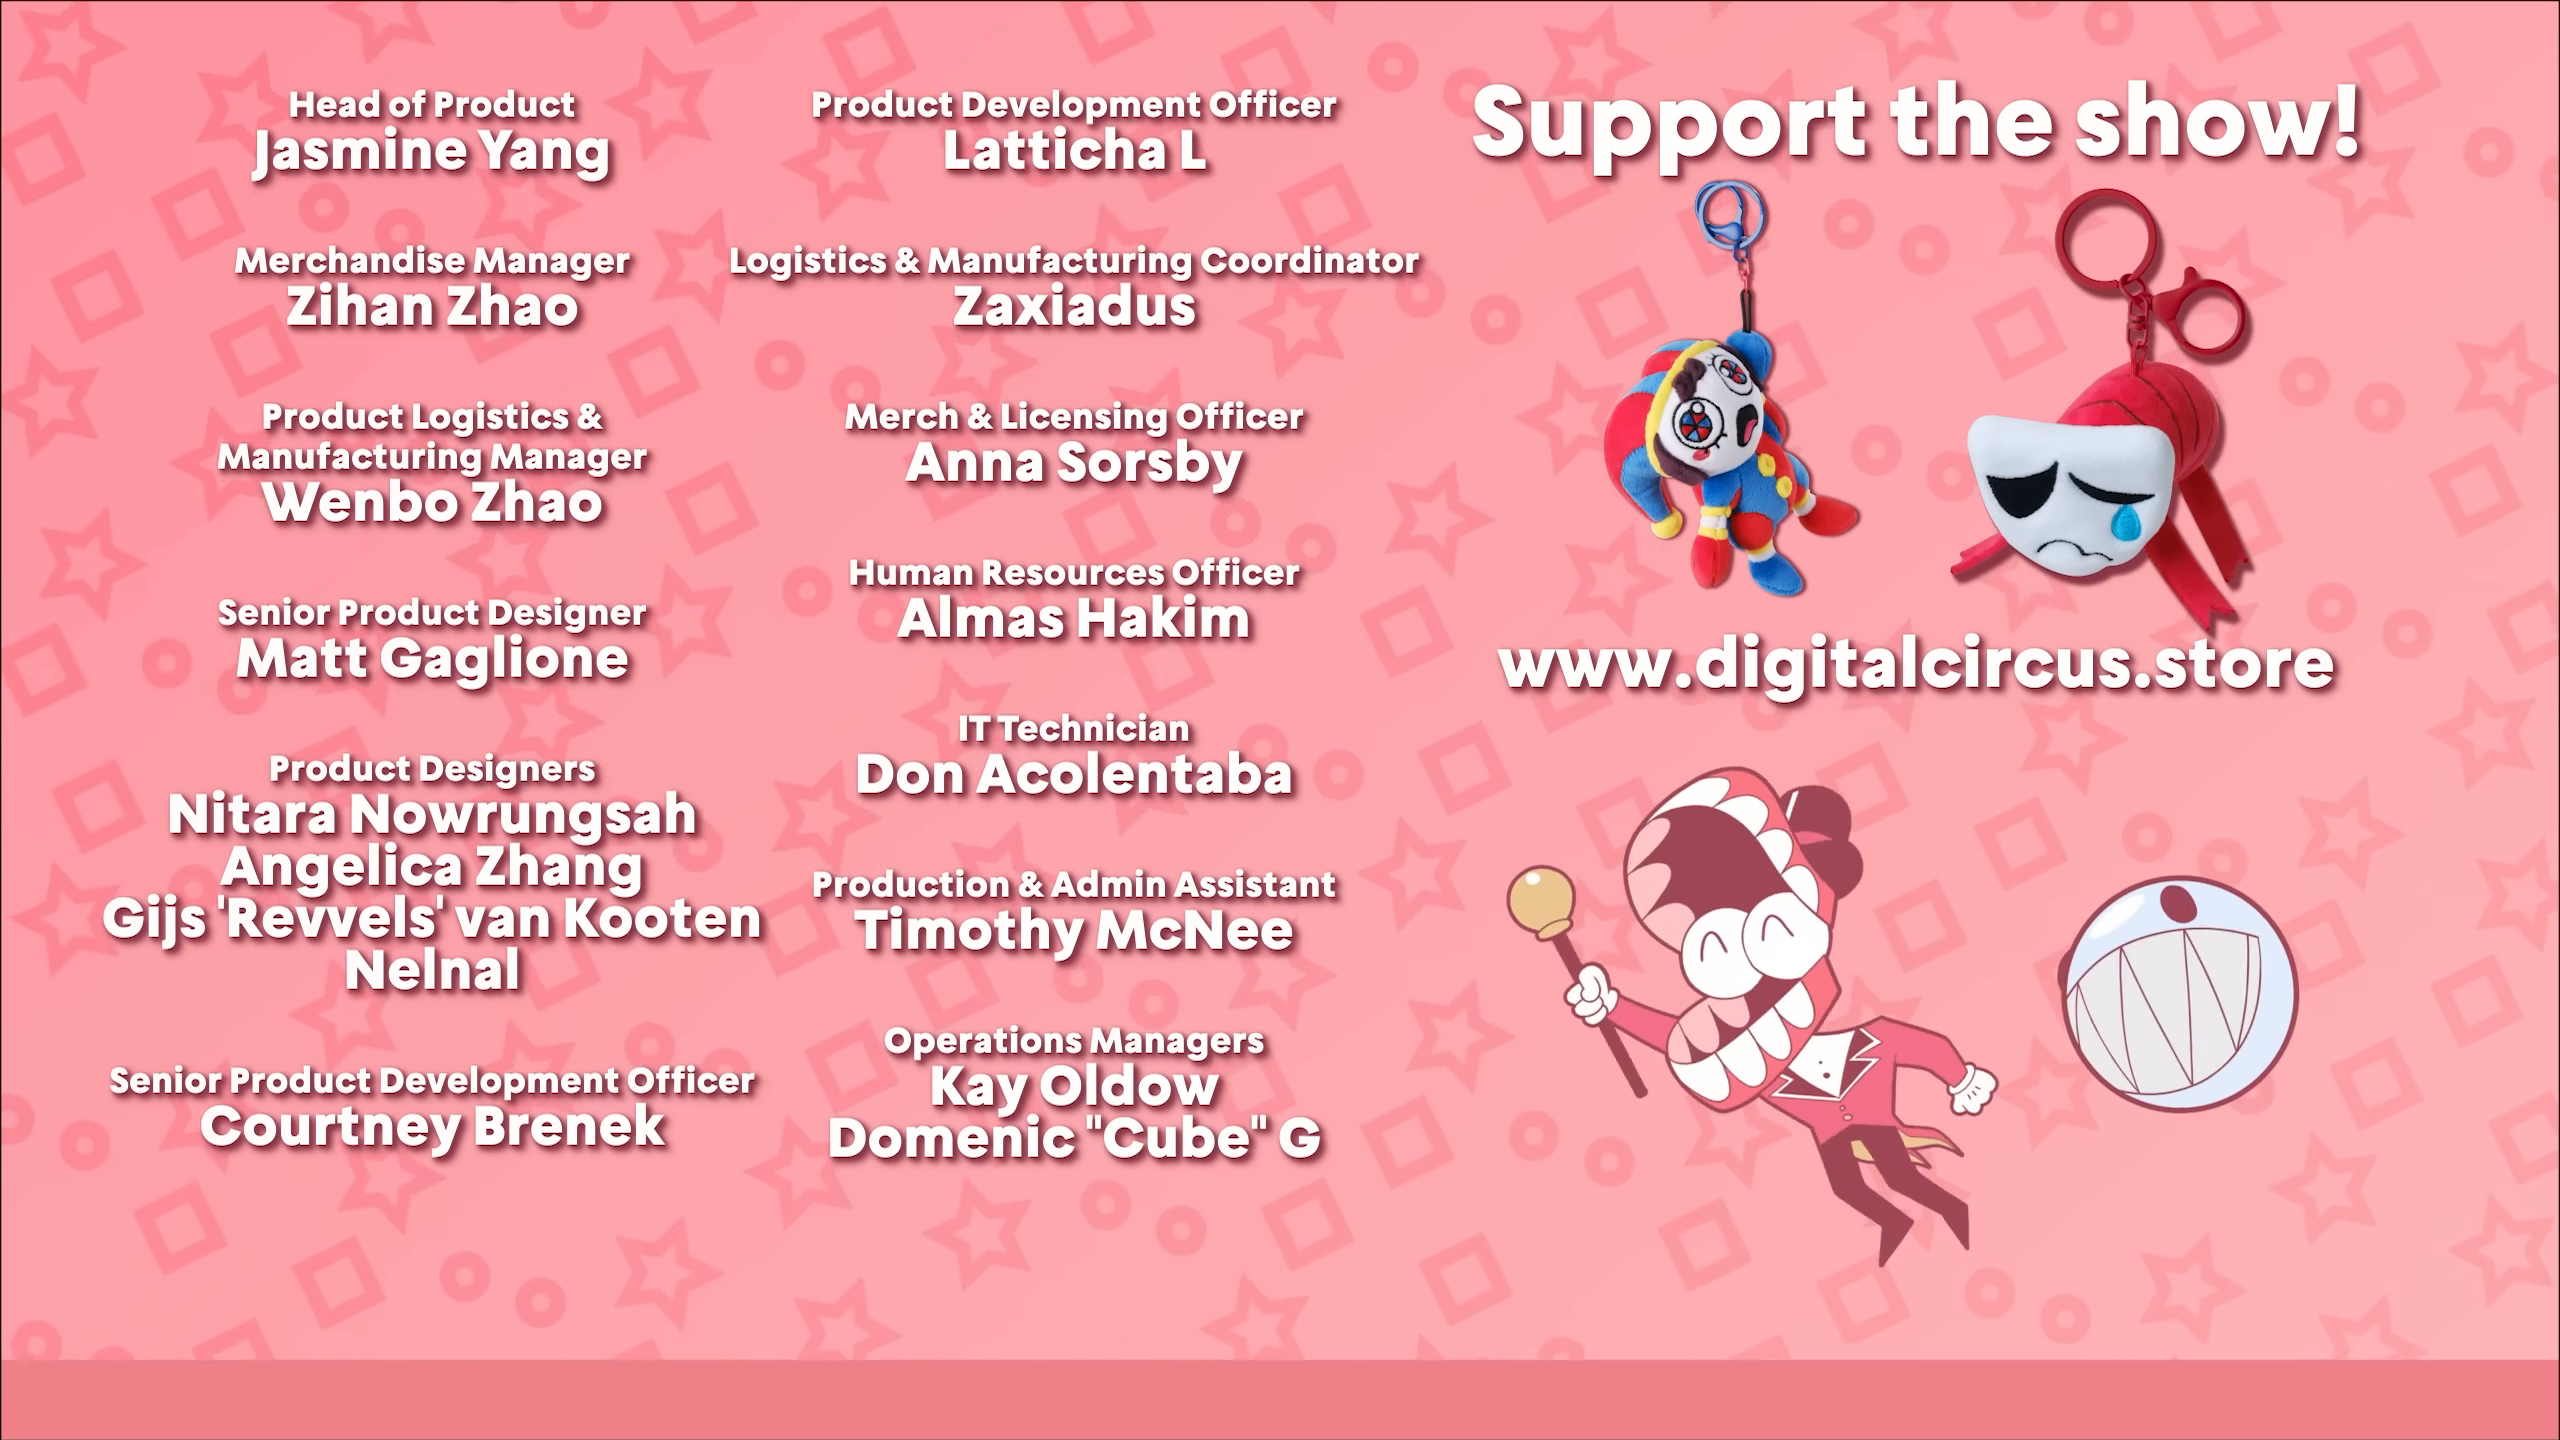 Head of Product
Jasmine Yang
Merchandise Manager
Zihan Zhao
Product Logistics &
Manufacturing Manager
Wenbo Zhao
Senior Product Designer
Matt Gaglione
Product Designers
Nitara Nowrungsah
Angelica Zhang
Gijs 'Revvels' van Kooten
Nelnal
Senior Product Development Officer
Courtney Brenek
Product Development Officer
Latticha L
Logistics & Manufacturing Coordinator
Zaxiadus
Merch & Licensing Officer
Anna Sorsby
Human Resources Officer
Almas Hakim
IT Technician
Don Acolentaba
Production & Admin Assistant
Timothy McNee
Operations Managers
Kay Oldow
Domenic "Cube" G
Support the show!
www.digitalcircus.store